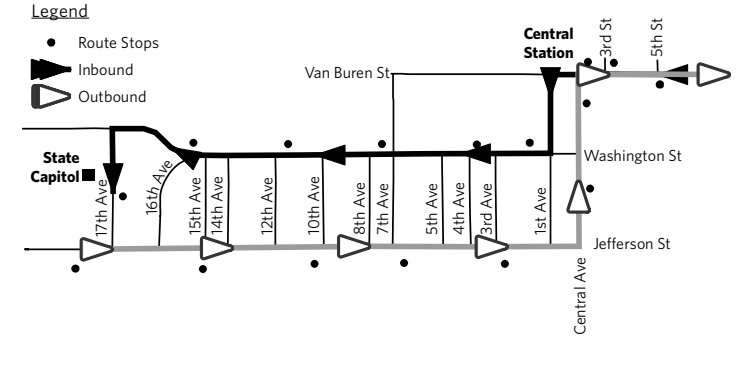 Legend
Route Stops
Inbound
Outbound
Central
Station
3rd St
5th St
Van Buren St
State
Capitol
Washington St
17th Ave
16th Ave
15th Ave
14th Ave
12th Ave
10th Ave
8th Ave
7th Ave
5th Ave
4th Ave
3rd Ave
1st Ave
Jefferson St
Central Ave